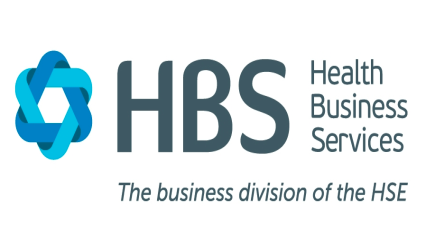 HBS
Health
Business
Services
The business division of the HSE